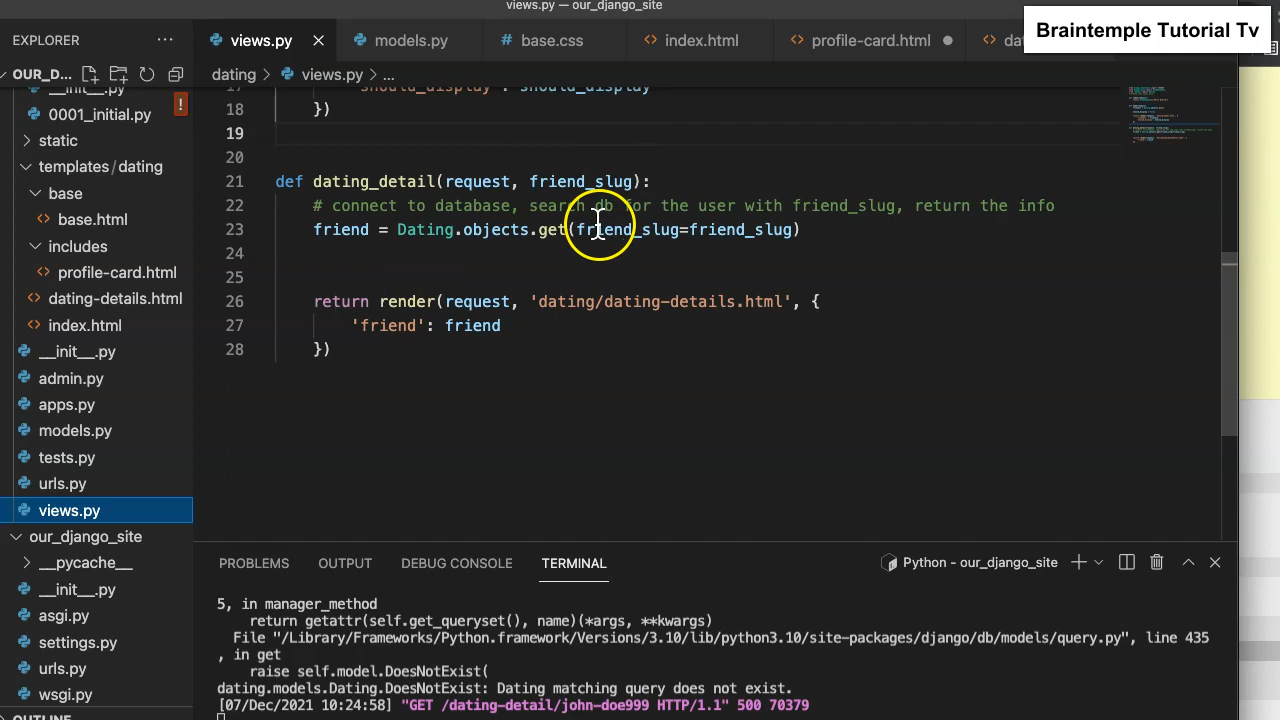 views.py — our_django_site
Braintemple Tutorial Tv
EXPLORER
views.py
models.py
base.css
index.html
profile-card.html
OUR_D...
dating > views.py > ...
__init__.py
0001_initial.py
static
templates/dating
base
base.html
includes
profile-card.html
dating-details.html
index.html
__init__.py
admin.py
apps.py
models.py
tests.py
urls.py
views.py
our_django_site
__pycache__
__init__.py
asgi.py
settings.py
urls.py
wsgi.py
OUTLINE
17 'should_display': should_display
18 })
19
20
21 def dating_detail(request, friend_slug):
22 # connect to database, search db for the user with friend_slug, return the info
23 friend = Dating.objects.get(friend_slug=friend_slug)
24
25
26 return render(request, 'dating/dating-details.html', {
27 'friend': friend
28 })
PROBLEMS OUTPUT DEBUG CONSOLE TERMINAL
Python - our_django_site
5, in manager_method
return getattr(self.get_queryset(), name)(*args, **kwargs)
File "/Library/Frameworks/Python.framework/Versions/3.10/lib/python3.10/site-packages/django/db/models/query.py", line 435
, in get
raise self.model.DoesNotExist(
dating.models.Dating.DoesNotExist: Dating matching query does not exist.
[07/Dec/2021 10:24:58] "GET /dating-detail/john-doe999 HTTP/1.1" 500 70379